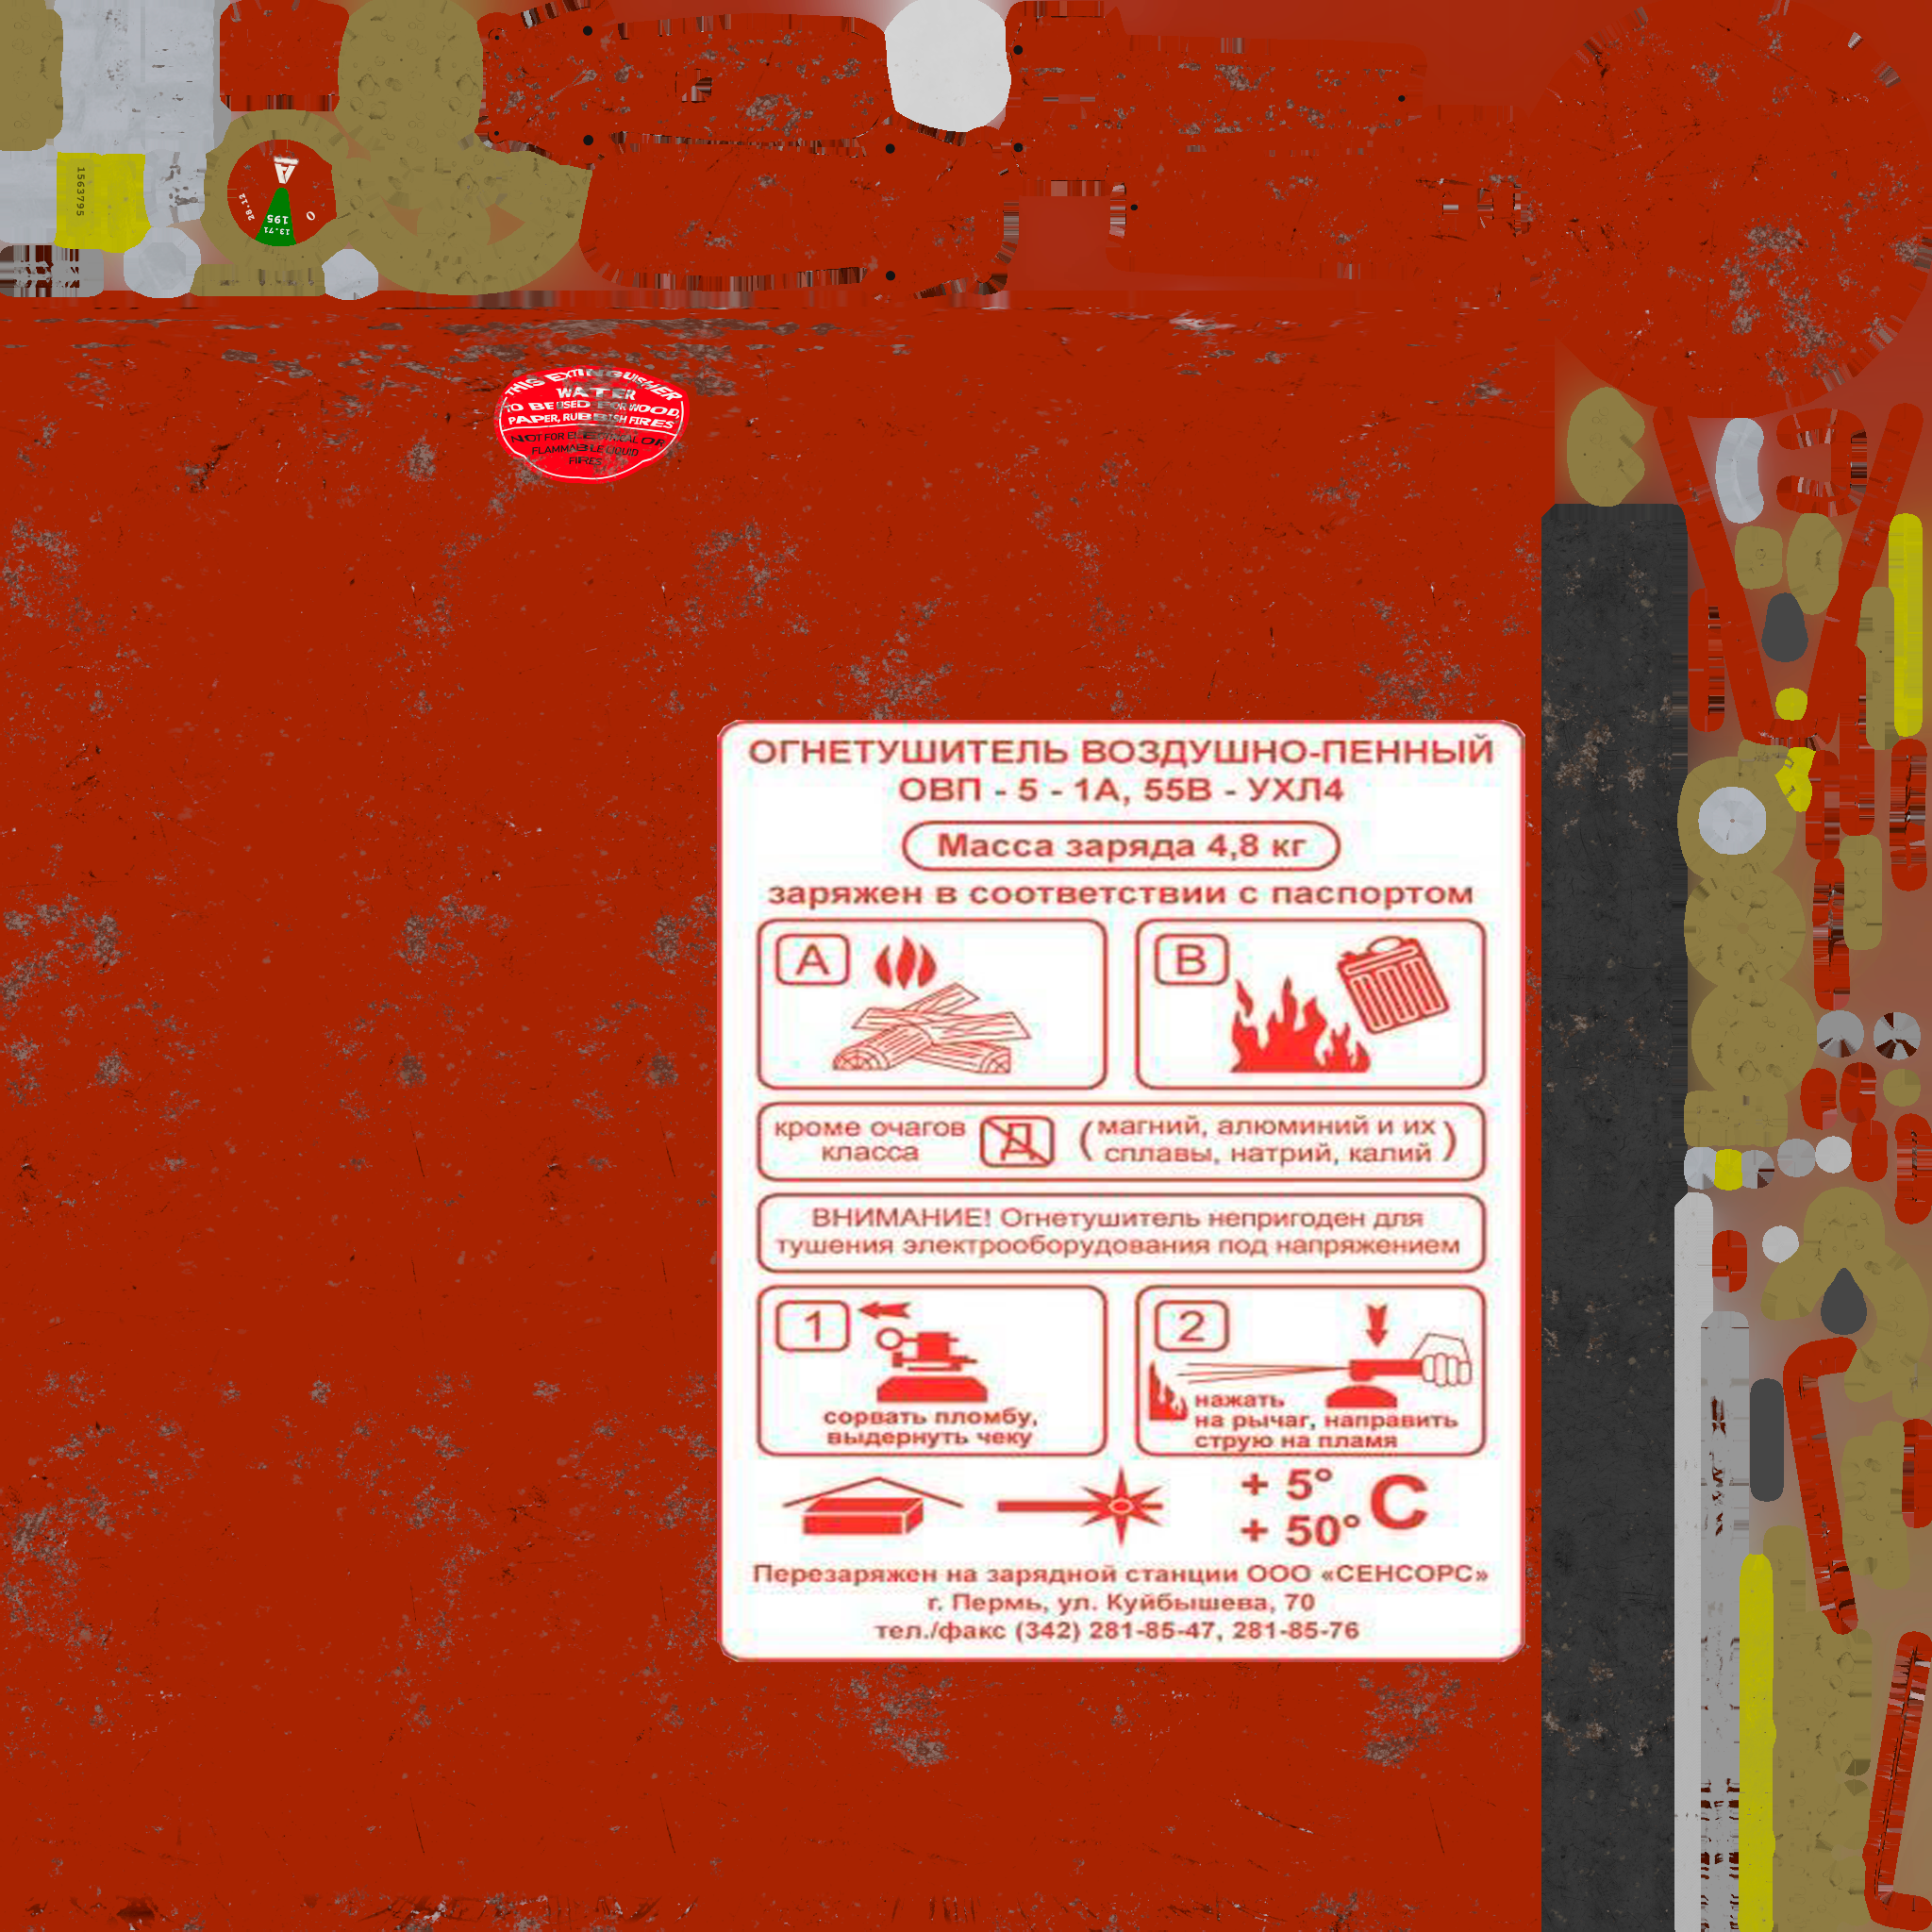 1563795
28.12
0
195
13.71
THIS EXTINGUISHER
WATER
TO BE USED FOR WOOD,
PAPER, RUBBISH FIRES
NOT FOR ELECTRICAL OR
FLAMMABLE LIQUID
FIRES
ОГНЕТУШИТЕЛЬ ВОЗДУШНО-ПЕННЫЙ
ОВП - 5 - 1А, 55В - УХЛ4
Масса заряда 4,8 кг
заряжен в соответствии с паспортом
А
В
кроме очагов
класса
Д
(магний, алюминий и их
сплавы, натрий, калий)
ВНИМАНИЕ! Огнетушитель непригоден для
тушения электрооборудования под напряжением
1
сорвать пломбу,
выдернуть чеку
2
нажать
на рычаг, направить
струю на пламя
+ 5°
+ 50° С
Перезаряжен на зарядной станции ООО «СЕНСОРС»
г. Пермь, ул. Куйбышева, 70
тел./факс (342) 281-85-47, 281-85-76